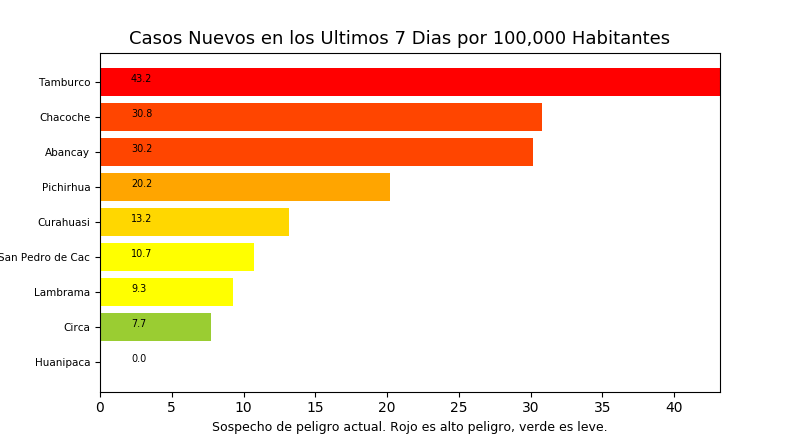 Casos Nuevos en los Ultimos 7 Dias por 100,000 Habitantes
Tamburco 43.2
Chacoche 30.8
Abancay 30.2
Pichirhua 20.2
Curahuasi 13.2
San Pedro de Cac 10.7
Lambrama 9.3
Circa 7.7
Huanipaca 0.0
0 5 10 15 20 25 30 35 40
Sospecho de peligro actual. Rojo es alto peligro, verde es leve.